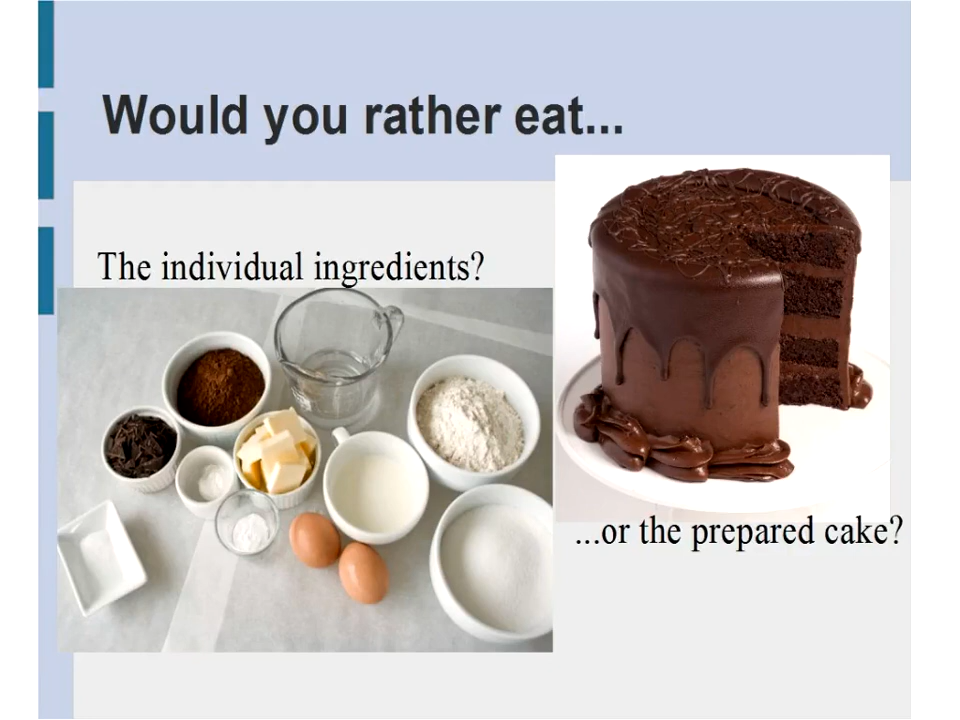 Would you rather eat...
The individual ingredients?
...or the prepared cake?